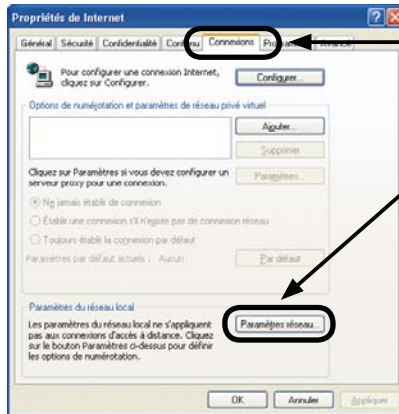 Propriétés de Internet
Général Sécurité Confidentialité Contenu Connexions Avancé
Pour configurer une connexion Internet,
cliquez sur Configurer.
Configurer...
Options de numérotation et paramètres de réseau privé virtuel
Ajouter...
Supprimer
Cliquez sur Paramètres si vous devez configurer un
serveur proxy pour une connexion.
Paramètres...
Ne jamais établir de connexion
Établir une connexion s'il n'existe pas de connexion réseau
Toujours établir la connexion par défaut
Paramètres par défaut actuels : Aucun
Par défaut
Paramètres du réseau local
Les paramètres du réseau local ne s'appliquent
pas aux connexions d'accès à distance. Cliquez
sur le bouton Paramètres ci-dessus pour définir
les options de numérotation.
Paramètres réseau...
OK Annuler Appliquer